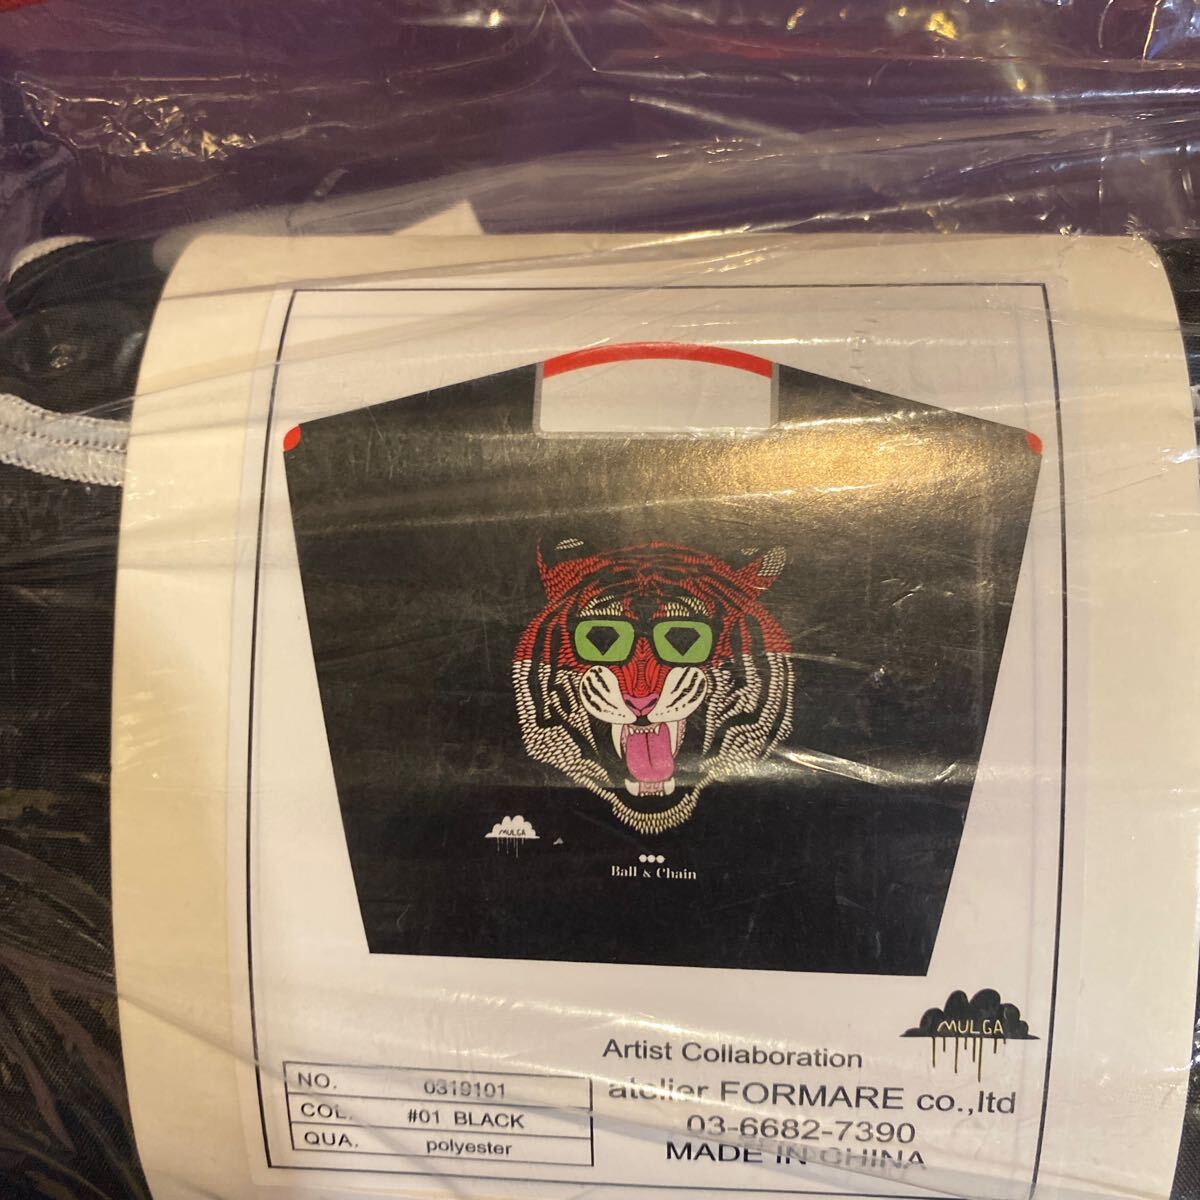 MULGA
Ball & Chain
MULGA
Artist Collaboration
atelier FORMARE co.,ltd
03-6682-7390
MADE IN CHINA
NO. 0319101
COL. #01 BLACK
QUA. polyester